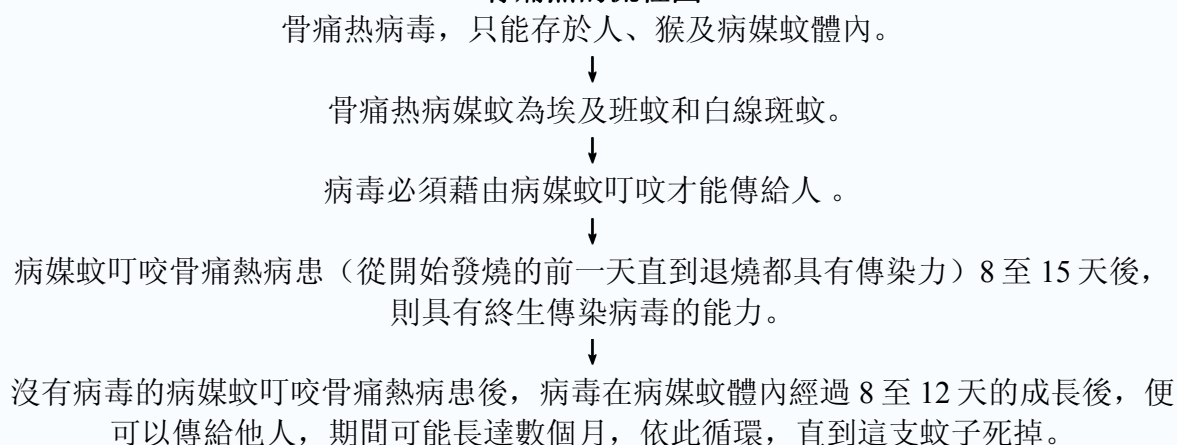 骨痛热病毒，只能存於人、猴及病媒蚊體內。
↓
骨痛热病媒蚊為埃及班蚊和白線斑蚊。
↓
病毒必須藉由病媒蚊叮咬才能傳給人 。
↓
病媒蚊叮咬骨痛熱病患（從開始發燒的前一天直到退燒都具有傳染力）8 至 15 天後，
則具有終生傳染病毒的能力。
↓
沒有病毒的病媒蚊叮咬骨痛熱病患後，病毒在病媒蚊體內經過 8 至 12 天的成長後，便
可以傳給他人，期間可能長達數個月，依此循環，直到這支蚊子死掉。